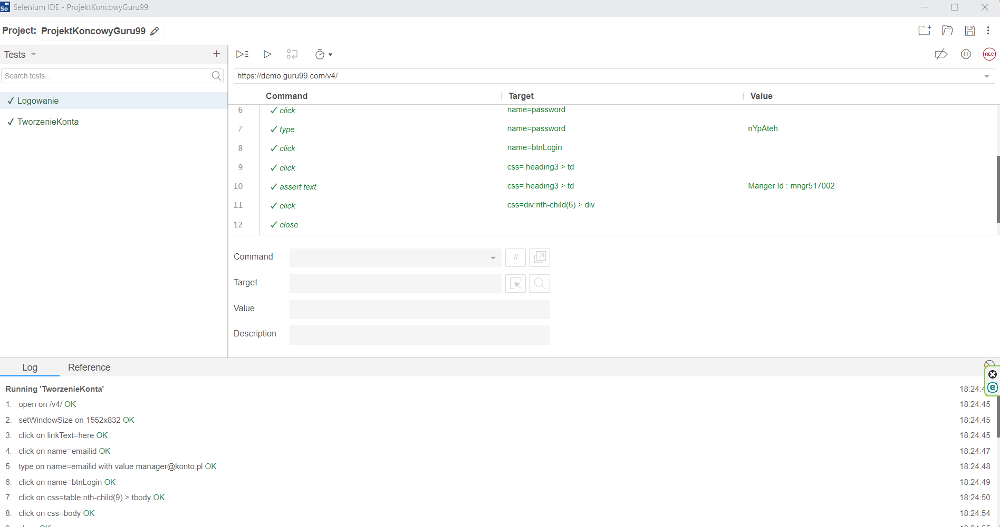 Se Selenium IDE - ProjektKoncowyGuru99
Project: ProjektKoncowyGuru99
Tests
REC
Search tests...
https://demo.guru99.com/v4/
Command Target Value
✓ Logowanie
✓ TworzenieKonta
6 ✓ click name=password
7 ✓ type name=password nYpAteh
8 ✓ click name=btnLogin
9 ✓ click css=.heading3 > td
10 ✓ assert text css=.heading3 > td Manger Id : mngr517002
11 ✓ click css=div:nth-child(6) > div
12 ✓ close
Command //
Target
Value
Description
Log Reference
Running 'TworzenieKonta' 18:24:
1. open on /v4/ OK 18:24:45
2. setWindowSize on 1552x832 OK 18:24:45
3. click on linkText=here OK 18:24:45
4. click on name=emailid OK 18:24:47
5. type on name=emailid with value manager@konto.pl OK 18:24:48
6. click on name=btnLogin OK 18:24:49
7. click on css=table:nth-child(9) > tbody OK 18:24:50
8. click on css=body OK 18:24:54